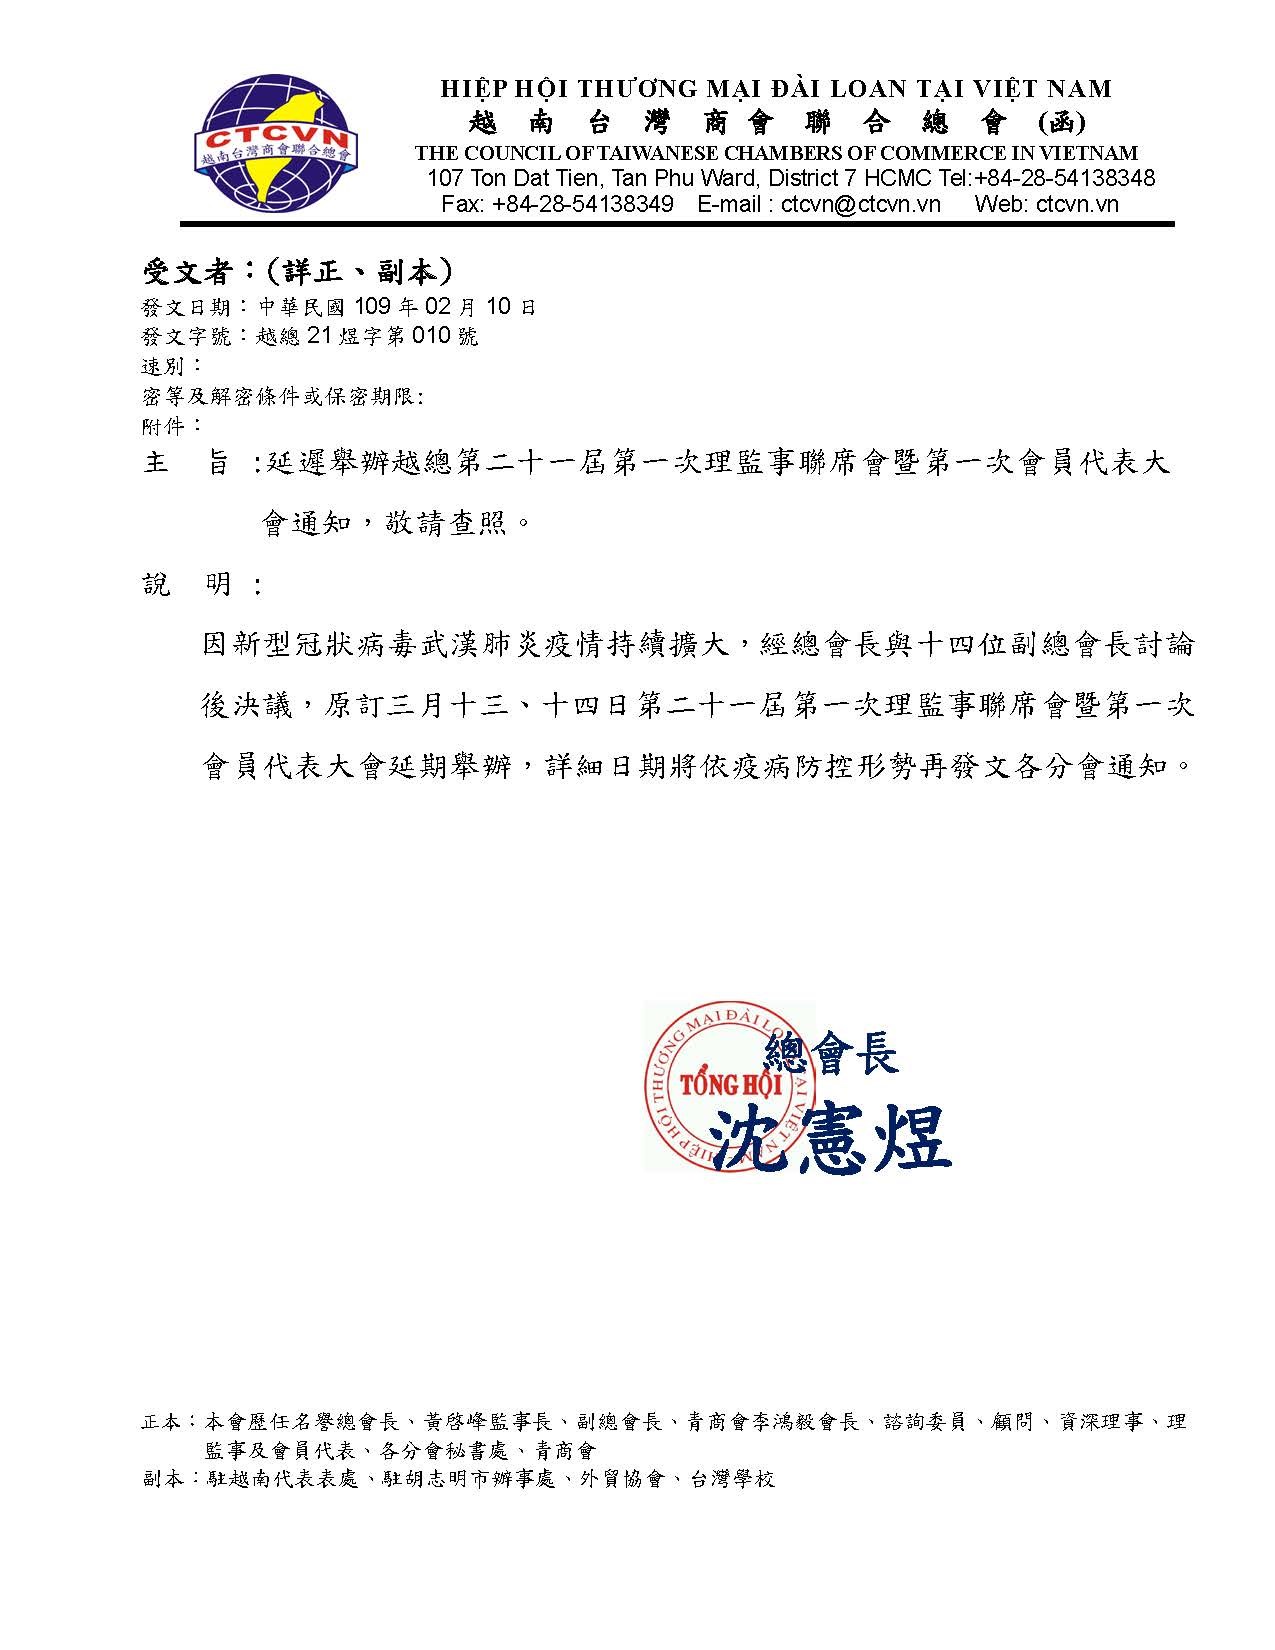 HIỆP HỘI THƯƠNG MẠI ĐÀI LOAN TẠI VIỆT NAM
越南台灣商會聯合總會 (函)
THE COUNCIL OF TAIWANESE CHAMBERS OF COMMERCE IN VIETNAM
107 Ton Dat Tien, Tan Phu Ward, District 7 HCMC Tel:+84-28-54138348
Fax: +84-28-54138349 E-mail : ctcvn@ctcvn.vn Web: ctcvn.vn
CTCVN
越南台灣商會聯合總會
受文者：(詳正、副本)
發文日期：中華民國 109 年 02 月 10 日
發文字號：越總 21 煜字第 010 號
速別：
密等及解密條件或保密期限:
附件：
主 旨 :延遲舉辦越總第二十一屆第一次理監事聯席會暨第一次會員代表大
會通知，敬請查照。
說 明 :
因新型冠狀病毒武漢肺炎疫情持續擴大，經總會長與十四位副總會長討論
後決議，原訂三月十三、十四日第二十一屆第一次理監事聯席會暨第一次
會員代表大會延期舉辦，詳細日期將依疫病防控形勢再發文各分會通知。
HIỆP HỘI THƯƠNG MẠI ĐÀI LOAN TẠI VIỆT NAM
TỔNG HỘI
總會長
沈憲煜
正本：本會歷任名譽總會長、黃啓峰監事長、副總會長、青商會李鴻毅會長、諮詢委員、顧問、資深理事、理
監事及會員代表、各分會秘書處、青商會
副本：駐越南代表表處、駐胡志明市辦事處、外貿協會、台灣學校